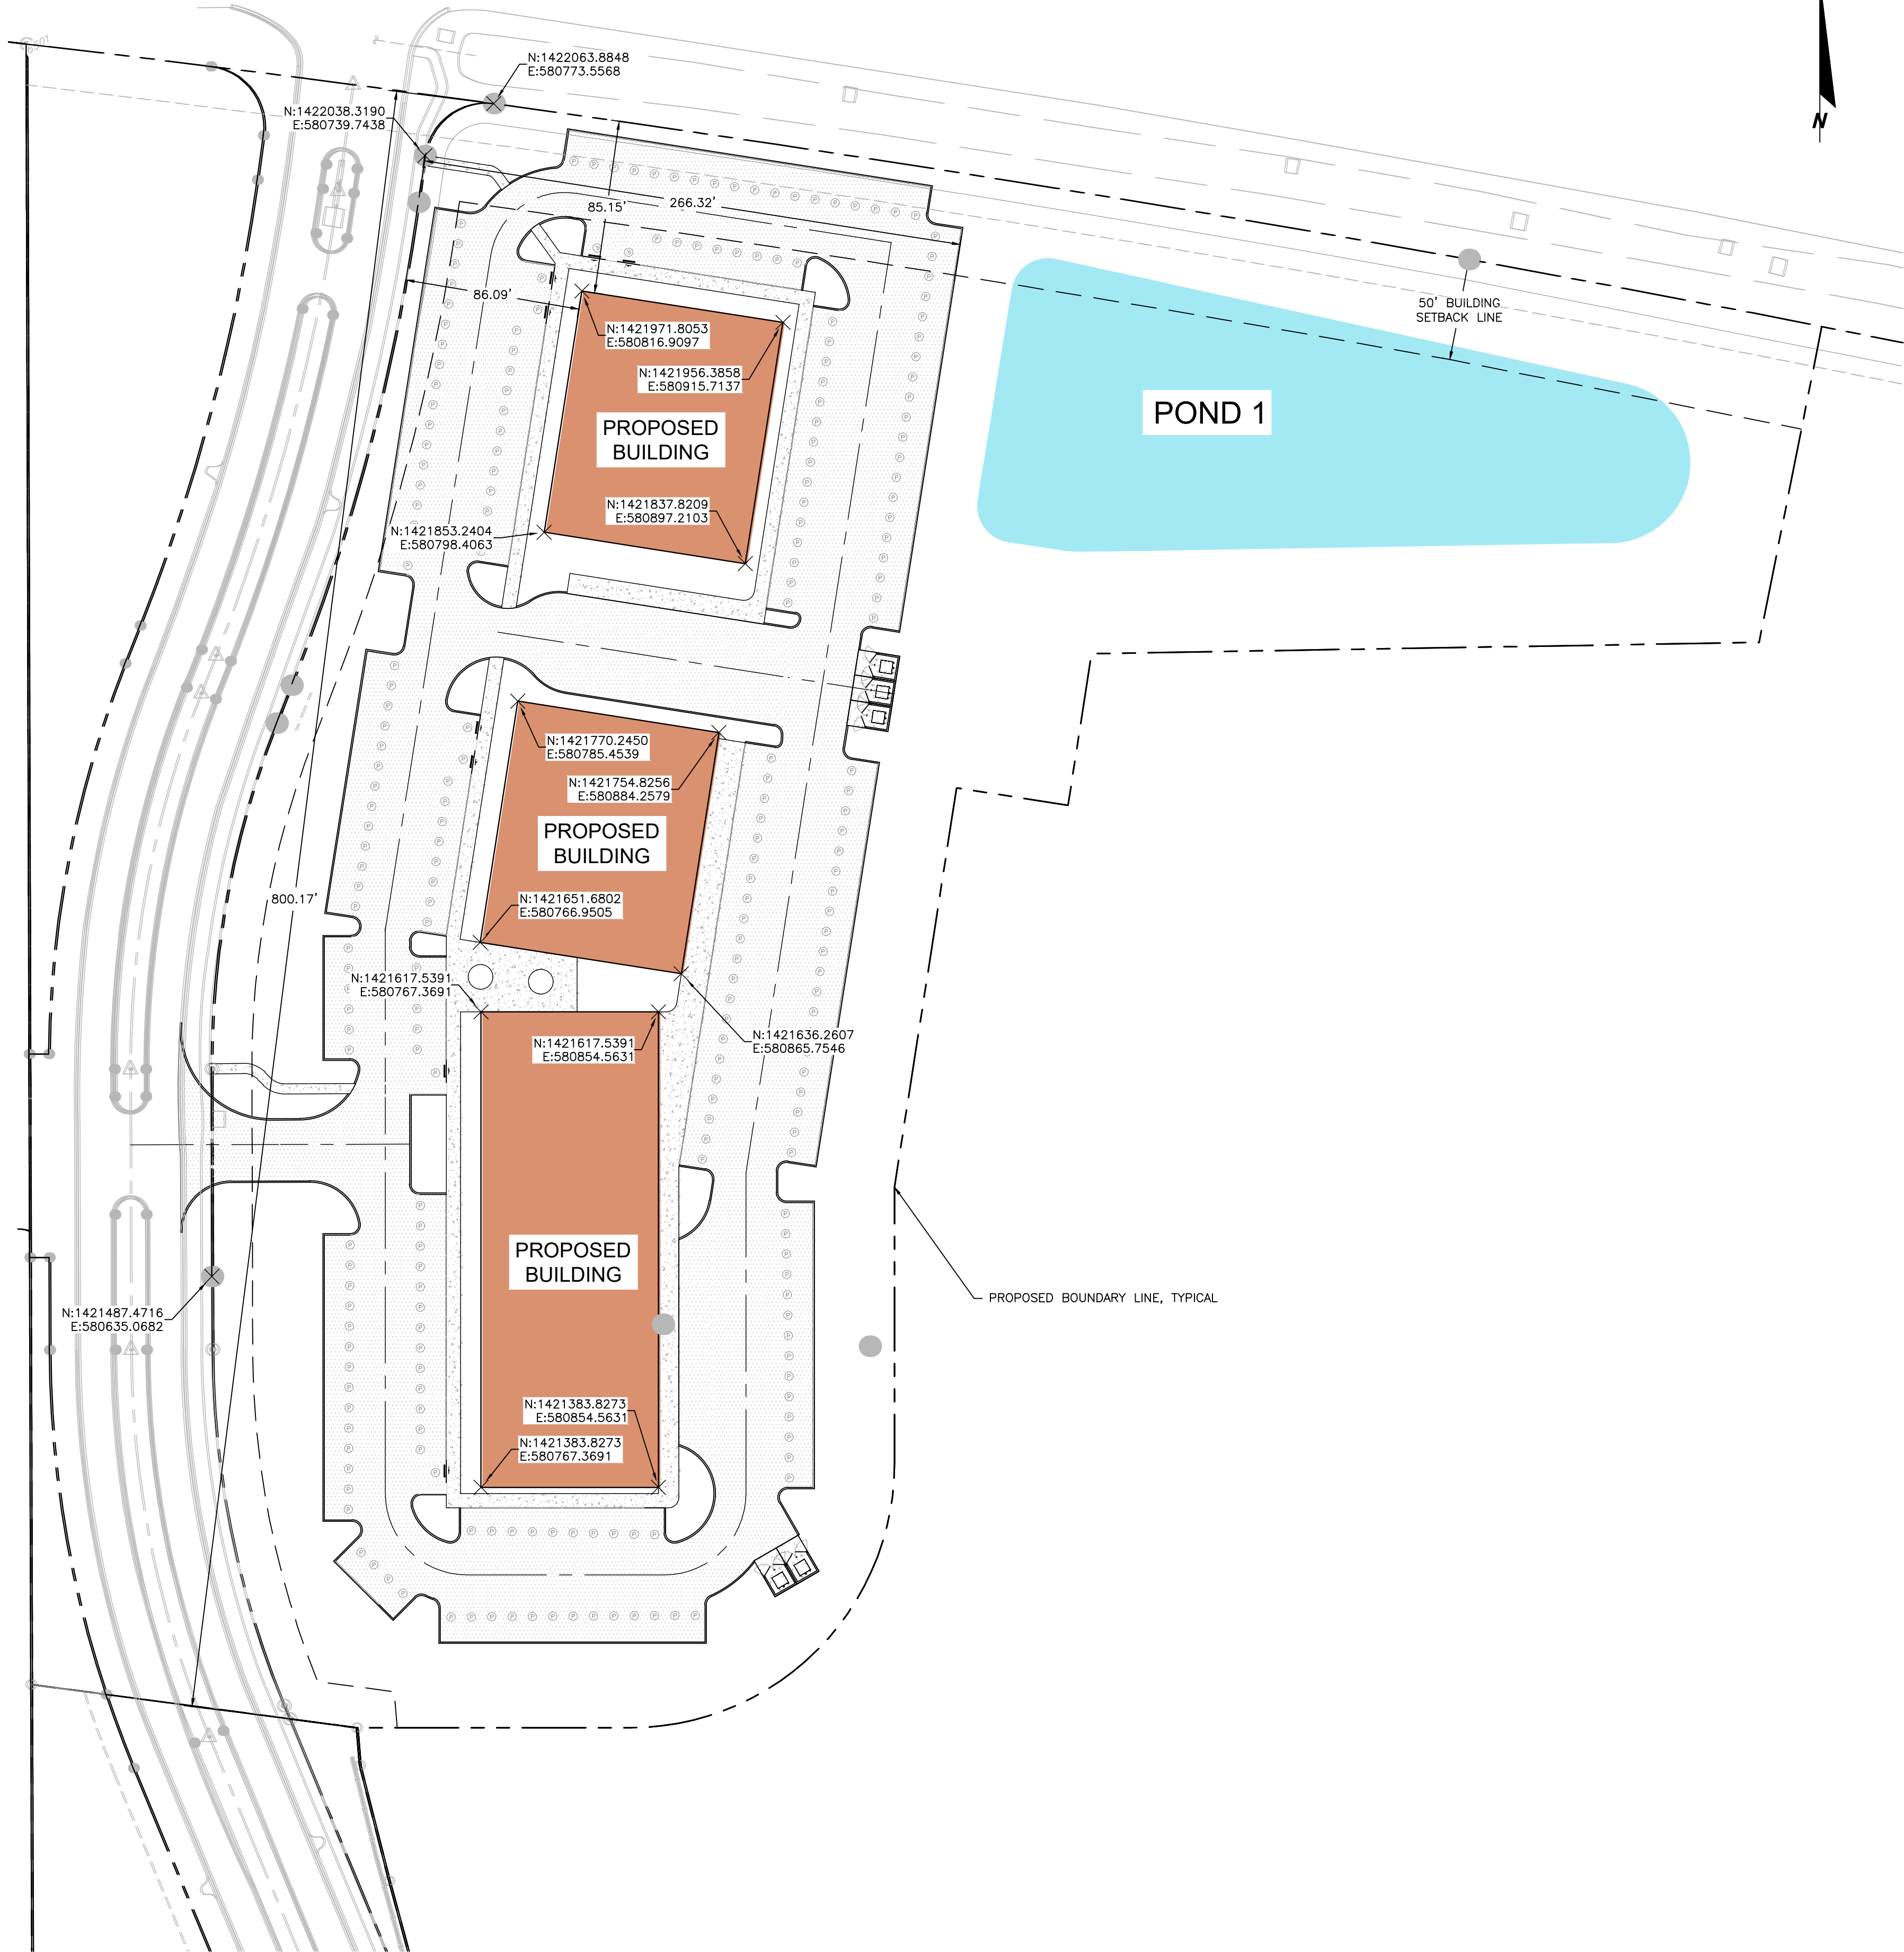 6501
N:1422063.8848
E:580773.5568
N:1422038.3190
E:580739.7438
N
85.15'
266.32'
86.09'
50' BUILDING
SETBACK LINE
N:1421971.8053
E:580816.9097
N:1421956.3858
E:580915.7137
POND 1
PROPOSED
BUILDING
N:1421837.8209
E:580897.2103
N:1421853.2404
E:580798.4063
N:1421770.2450
E:580785.4539
N:1421754.8256
E:580884.2579
PROPOSED
BUILDING
800.17'
N:1421651.6802
E:580766.9505
N:1421617.5391
E:580767.3691
N:1421617.5391
E:580854.5631
N:1421636.2607
E:580865.7546
PROPOSED
BUILDING
PROPOSED BOUNDARY LINE, TYPICAL
N:1421487.4716
E:580635.0682
N:1421383.8273
E:580854.5631
N:1421383.8273
E:580767.3691